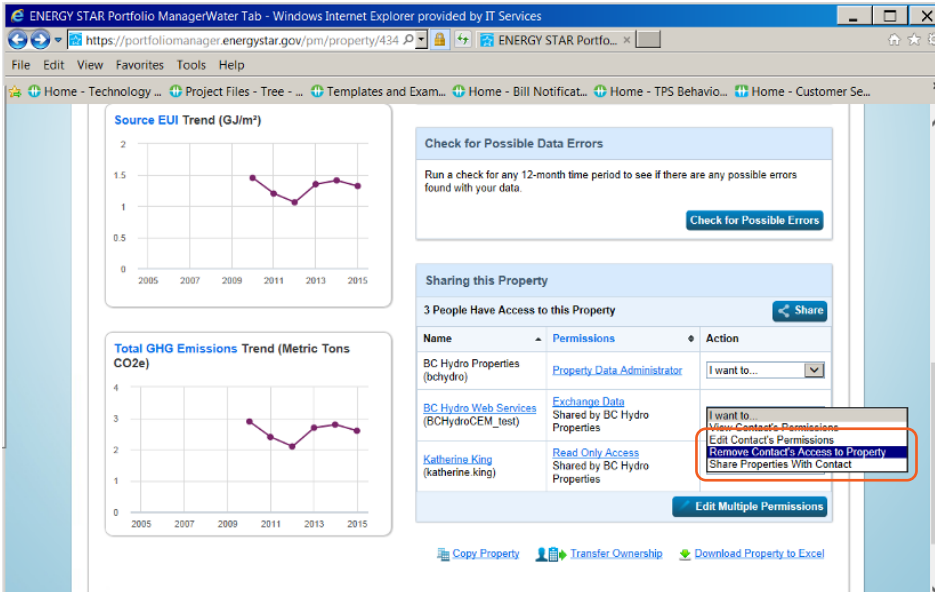 ENERGY STAR Portfolio ManagerWater Tab - Windows Internet Explorer provided by IT Services
https://portfoliomanager.energystar.gov/pm/property/434
ENERGY STAR Portfo...
File Edit View Favorites Tools Help
Home - Technology ... Project Files - Tree - ... Templates and Exam... Home - Bill Notificat... Home - TPS Behavio... Home - Customer Se...
Source EUI Trend (GJ/m²)
2
1.5
1
0.5
0
2005 2007 2009 2011 2013 2015
Total GHG Emissions Trend (Metric Tons
CO2e)
4
3
2
1
0
2005 2007 2009 2011 2013 2015
Check for Possible Data Errors
Run a check for any 12-month time period to see if there are any possible errors
found with your data.
Check for Possible Errors
Sharing this Property
3 People Have Access to this Property
Share
Name Permissions Action
BC Hydro Properties
(bchydro)
Property Data Administrator
I want to...
BC Hydro Web Services
(BCHydroCEM_test)
Exchange Data
Shared by BC Hydro
Properties
I want to...
View Contact's Permissions
Edit Contact's Permissions
Remove Contact's Access to Property
Share Properties With Contact
Katherine King
(katherine.king)
Read Only Access
Shared by BC Hydro
Properties
Edit Multiple Permissions
Copy Property Transfer Ownership Download Property to Excel